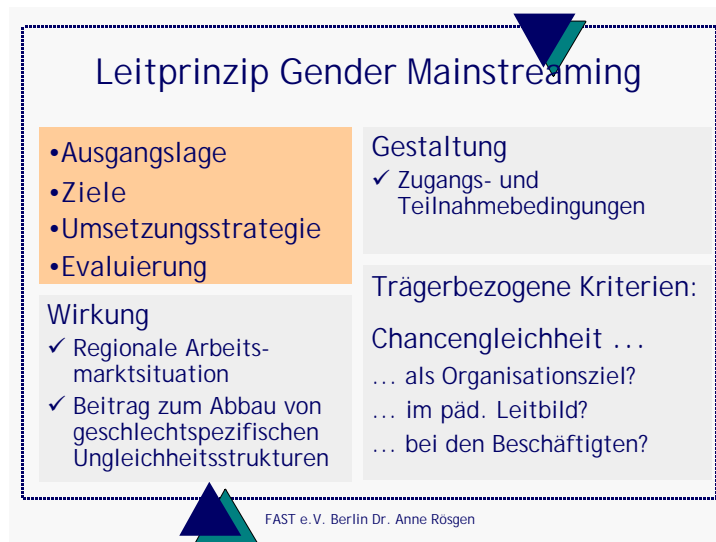 Leitprinzip Gender Mainstreaming
•Ausgangslage
•Ziele
•Umsetzungsstrategie
•Evaluierung
Wirkung
✓ Regionale Arbeits-
marktsituation
✓ Beitrag zum Abbau von
geschlechtspezifischen
Ungleichheitsstrukturen
Gestaltung
✓ Zugangs- und
Teilnahmebedingungen
Trägerbezogene Kriterien:
Chancengleichheit ...
... als Organisationsziel?
... im päd. Leitbild?
... bei den Beschäftigten?
FAST e.V. Berlin Dr. Anne Rösgen